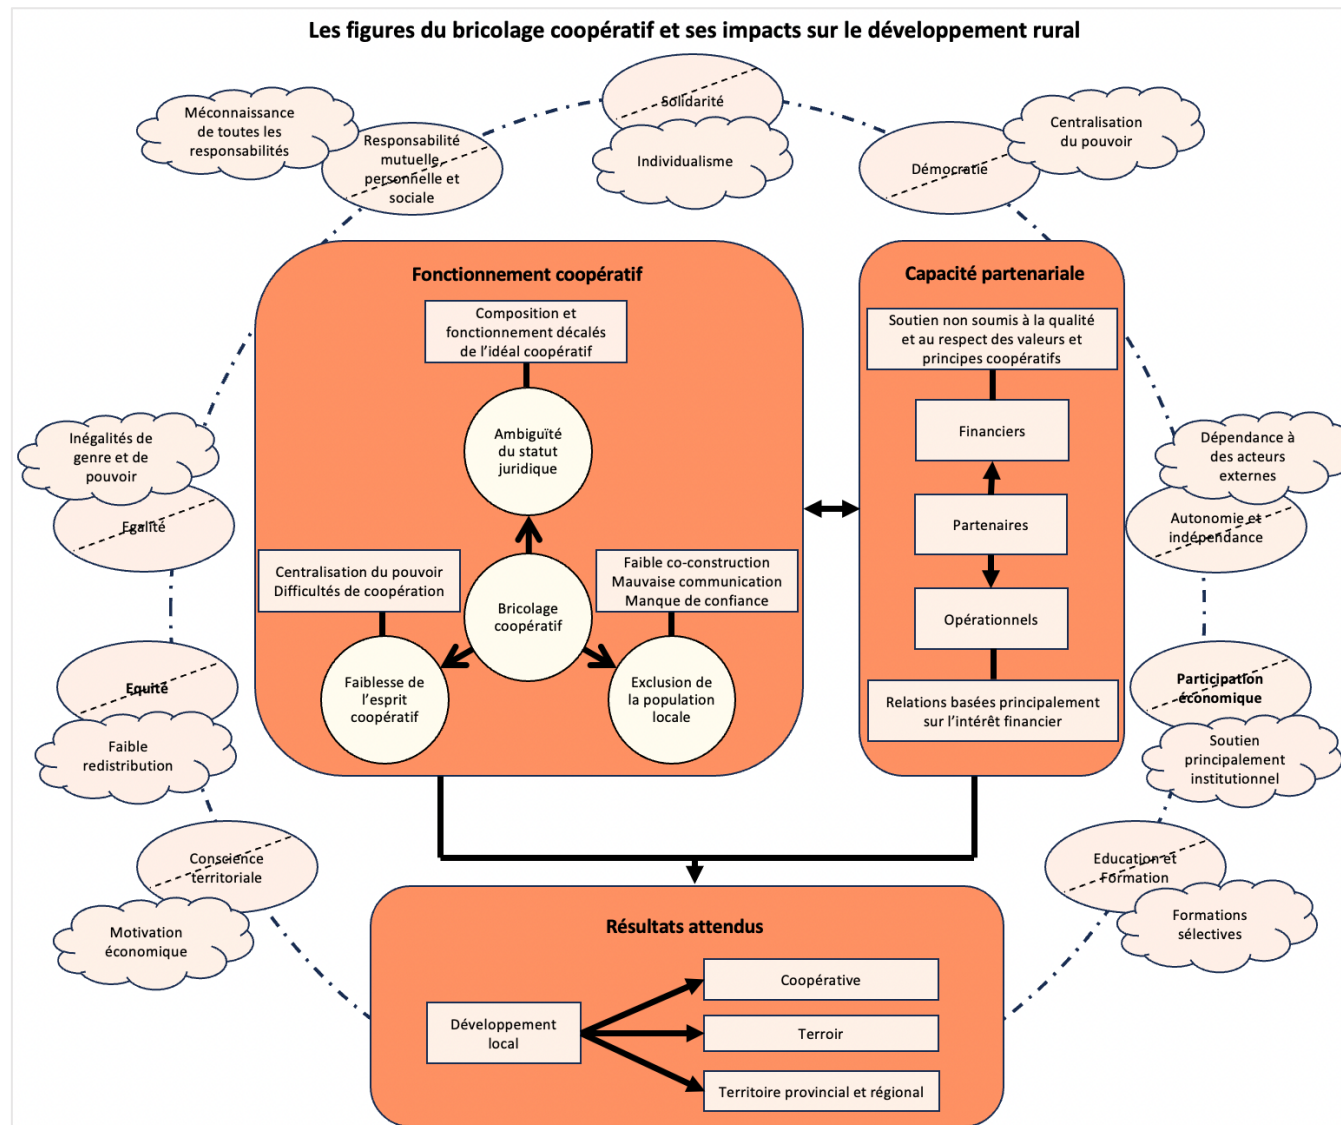 Les figures du bricolage coopératif et ses impacts sur le développement rural
Solidarité
Individualisme
Méconnaissance
de toutes les
responsabilités
Responsabilité
mutuelle,
personnelle et
sociale
Démocratie
Centralisation
du pouvoir
Fonctionnement coopératif
Composition et
fonctionnement décalés
de l'idéal coopératif
Ambiguïté
du statut
juridique
Centralisation du pouvoir
Difficultés de coopération
Bricolage
coopératif
Faible co-construction
Mauvaise communication
Manque de confiance
Faiblesse de
l'esprit
coopératif
Exclusion de
la population
locale
Capacité partenariale
Soutien non soumis à la qualité
et au respect des valeurs et
principes coopératifs
Financiers
Partenaires
Opérationnels
Relations basées principalement
sur l'intérêt financier
Inégalités de
genre et de
pouvoir
Egalité
Dépendance à
des acteurs
externes
Autonomie et
indépendance
Equité
Faible
redistribution
Participation
économique
Soutien
principalement
institutionnel
Conscience
territoriale
Motivation
économique
Education et
Formation
Formations
sélectives
Résultats attendus
Développement
local
Coopérative
Terroir
Territoire provincial et régional